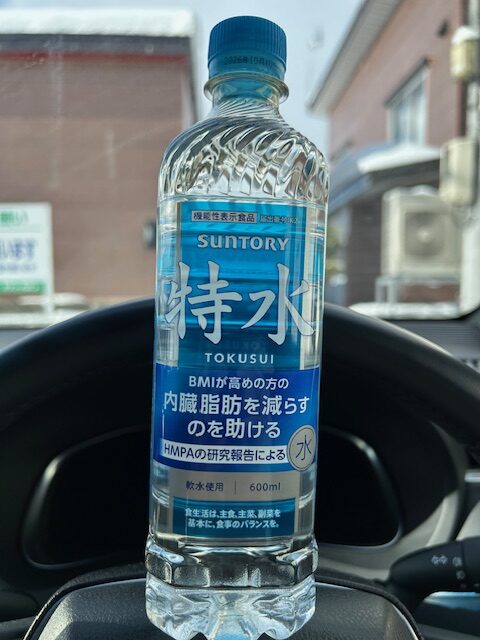 機能性表示食品
SUNTORY
特水
TOKUSUI
BMIが高めの方の
内臓脂肪を減らす
のを助ける
HMPAの研究報告による
水
軟水使用 600ml
食生活は、主食、主菜、副菜を
基本に、食事のバランスを。